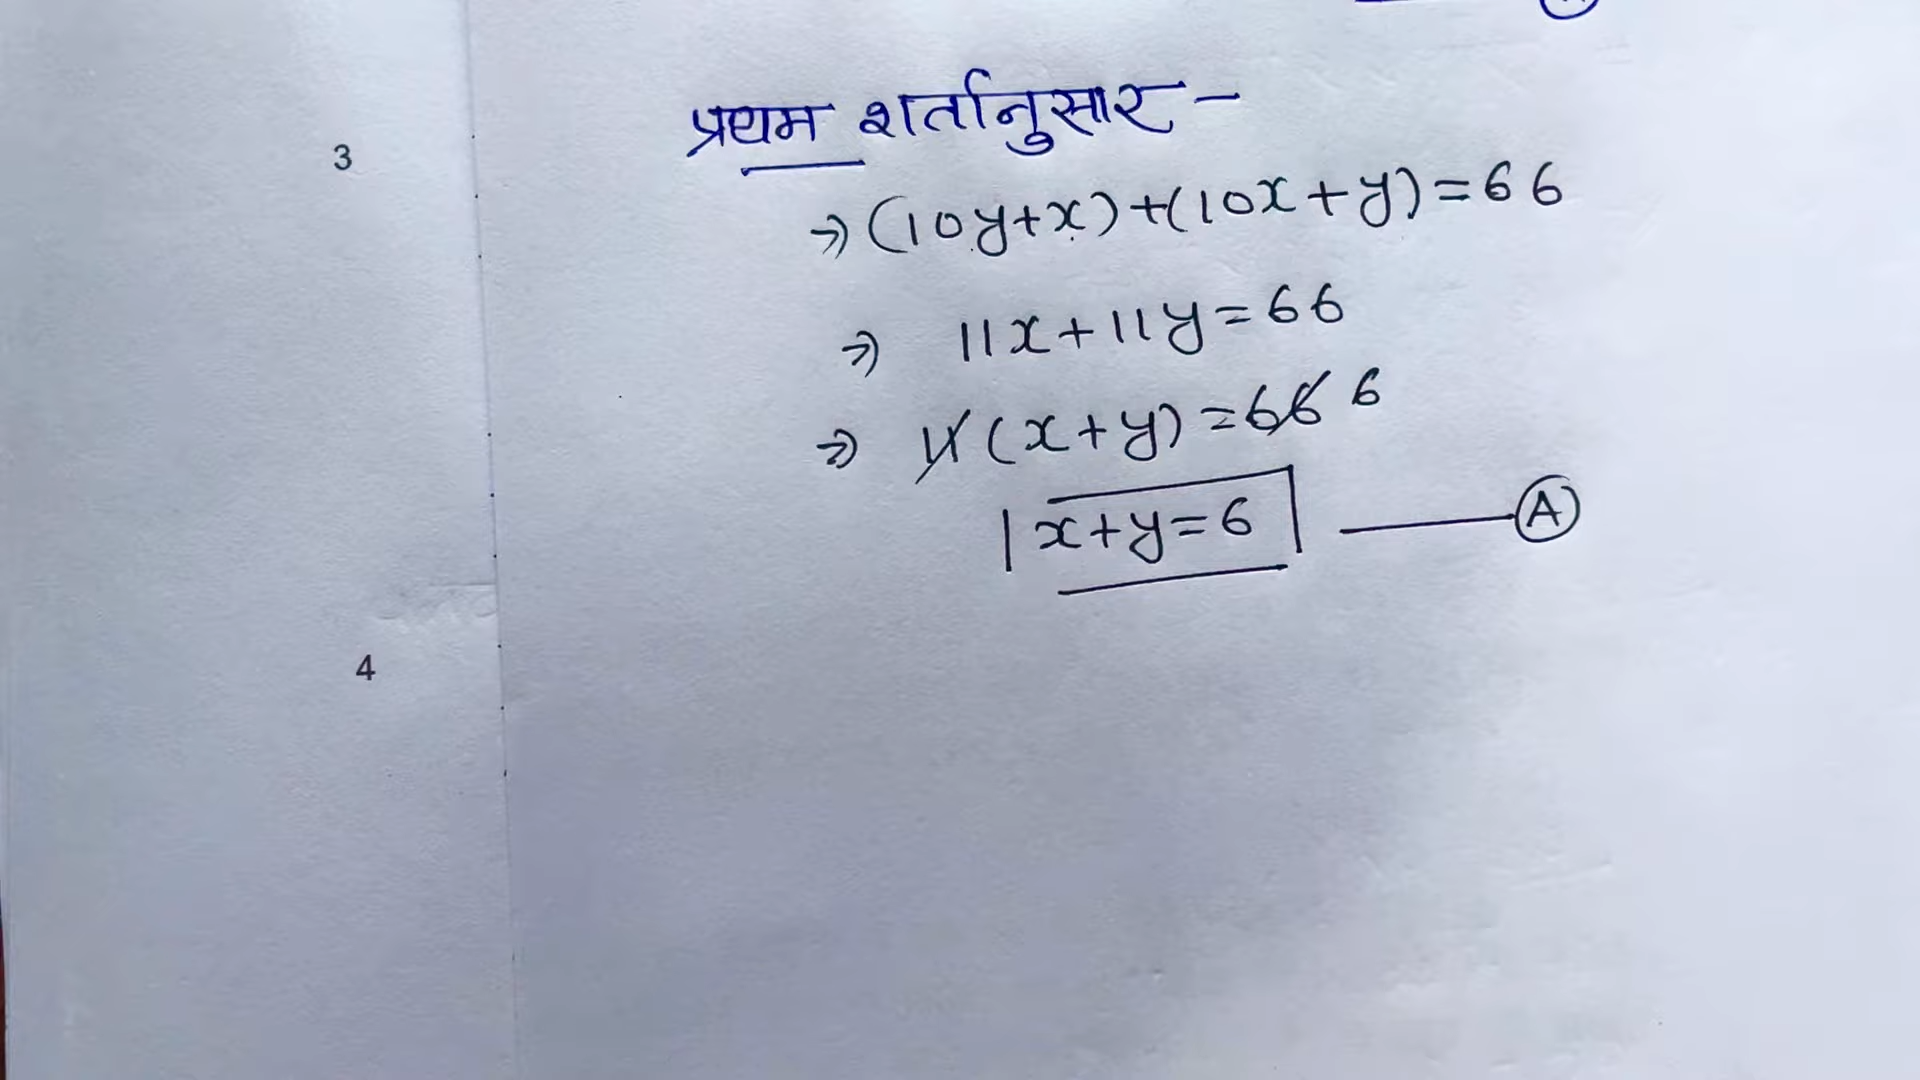 प्रथम शर्तानुसार -
3
⇒ (10y+x)+(10x+y)=66
⇒ 11x+11y=66
⇒ 11(x+y)=66 6
x+y=6 — A
4